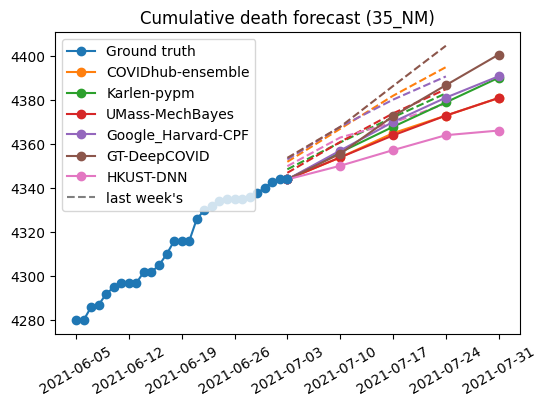 Cumulative death forecast (35_NM)
4400
4380
4360
4340
4320
4300
4280
Ground truth
COVIDhub-ensemble
Karlen-pypm
UMass-MechBayes
Google_Harvard-CPF
GT-DeepCOVID
HKUST-DNN
last week's
2021-06-05
2021-06-12
2021-06-19
2021-06-26
2021-07-03
2021-07-10
2021-07-17
2021-07-24
2021-07-31